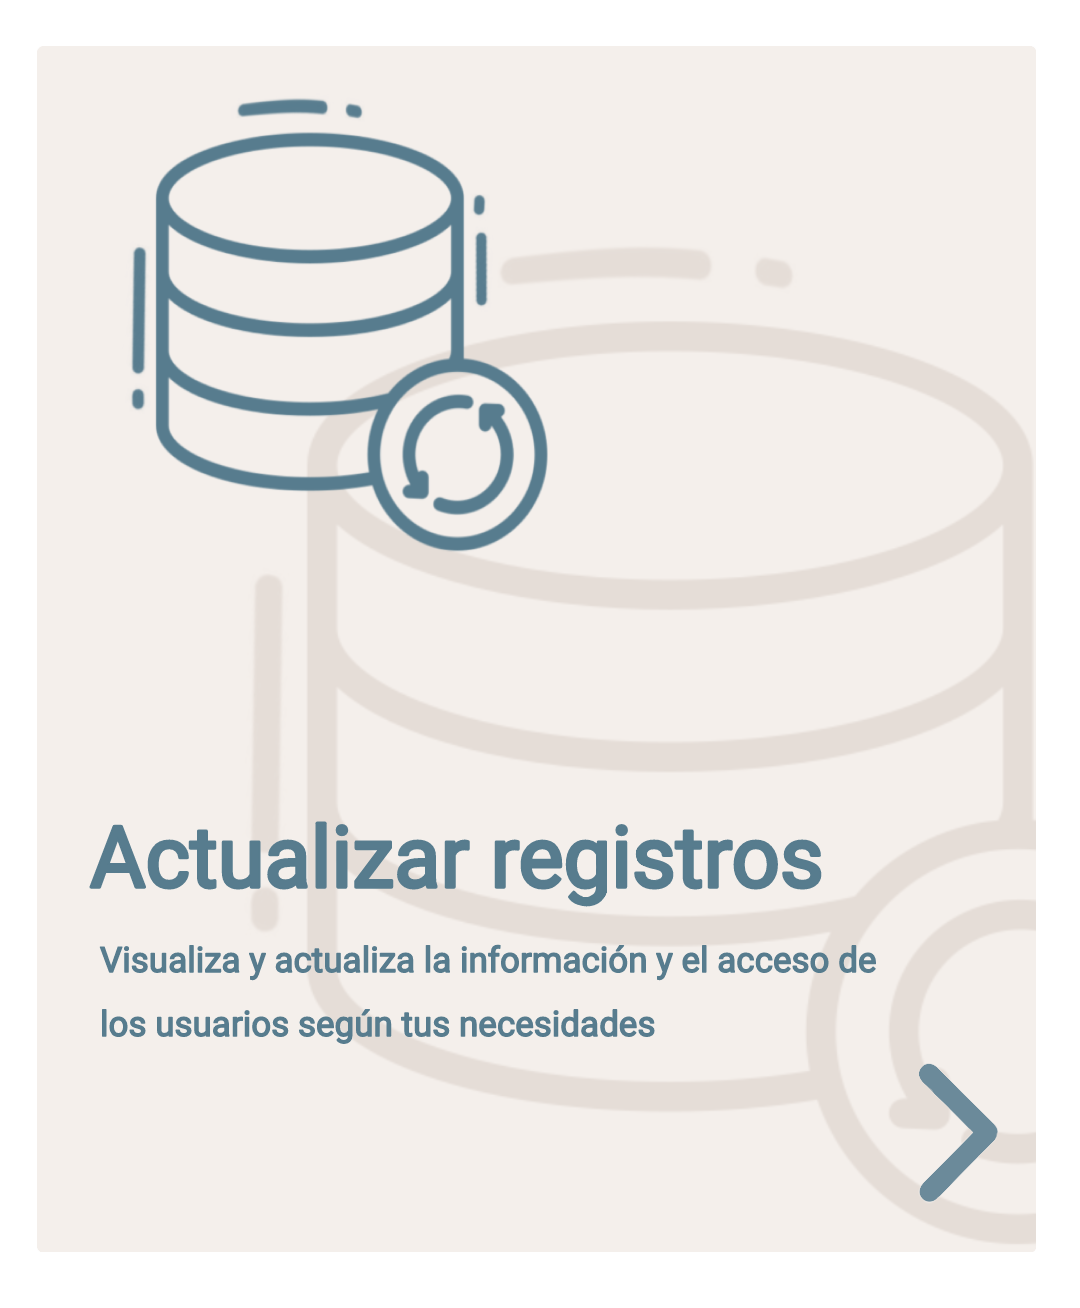 Actualizar registros
Visualiza y actualiza la información y el acceso de
los usuarios según tus necesidades